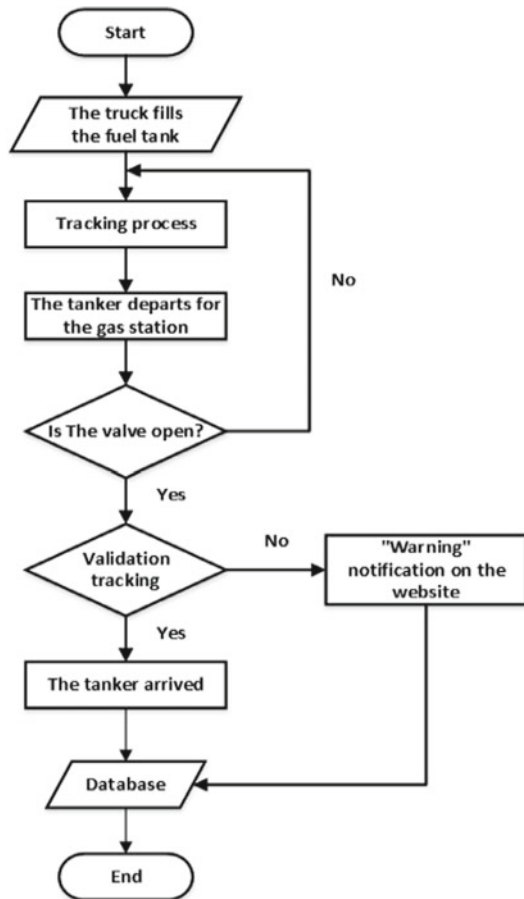 Start
The truck fills
the fuel tank
Tracking process
No
The tanker departs for
the gas station
Is The valve open?
Yes
Validation
tracking
No
"Warning"
notification on the
website
Yes
The tanker arrived
Database
End